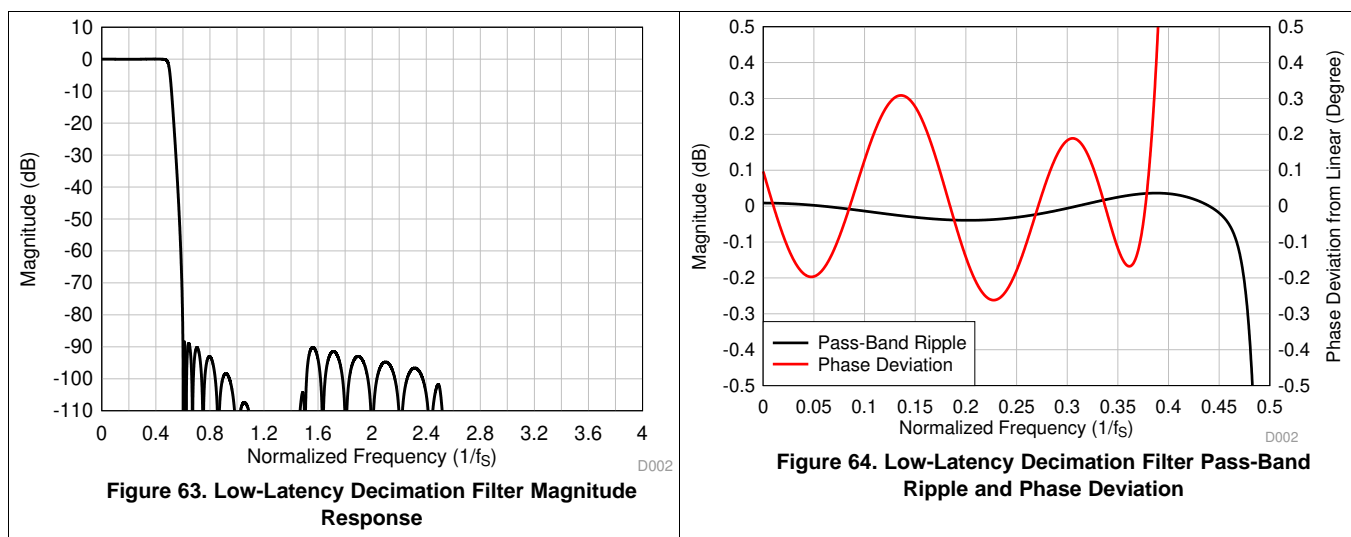 10
0
-10
-20
-30
-40
-50
-60
-70
-80
-90
-100
-110
Magnitude (dB)
0 0.4 0.8 1.2 1.6 2 2.4 2.8 3.2 3.6 4
Normalized Frequency (1/fS)
D002
Figure 63. Low-Latency Decimation Filter Magnitude
Response
0.5
0.4
0.3
0.2
0.1
0
-0.1
-0.2
-0.3
-0.4
-0.5
Magnitude (dB)
Pass-Band Ripple
Phase Deviation
0.5
0.4
0.3
0.2
0.1
0
-0.1
-0.2
-0.3
-0.4
-0.5
Phase Deviation from Linear (Degree)
0 0.05 0.1 0.15 0.2 0.25 0.3 0.35 0.4 0.45 0.5
Normalized Frequency (1/fS)
D002
Figure 64. Low-Latency Decimation Filter Pass-Band
Ripple and Phase Deviation